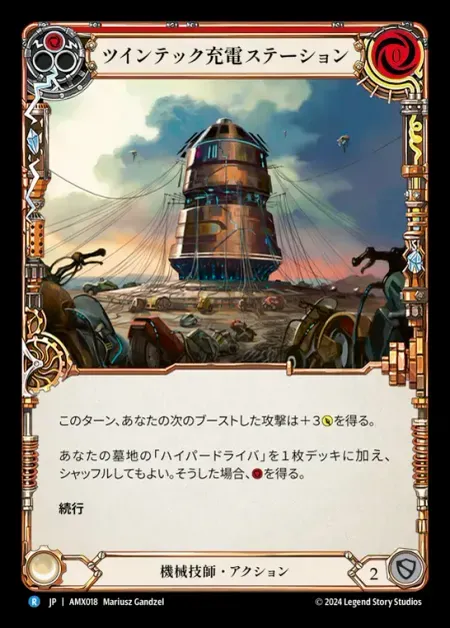 ツインテック充電ステーション
0
このターン、あなたの次のブーストした攻撃は＋3を得る。
あなたの墓地の「ハイパードライバ」を1枚デッキに加え、
シャッフルしてもよい。そうした場合、を得る。
続行
機械技師・アクション
2
R JP | AMX018 Mariusz Gandzel
© 2024 Legend Story Studios